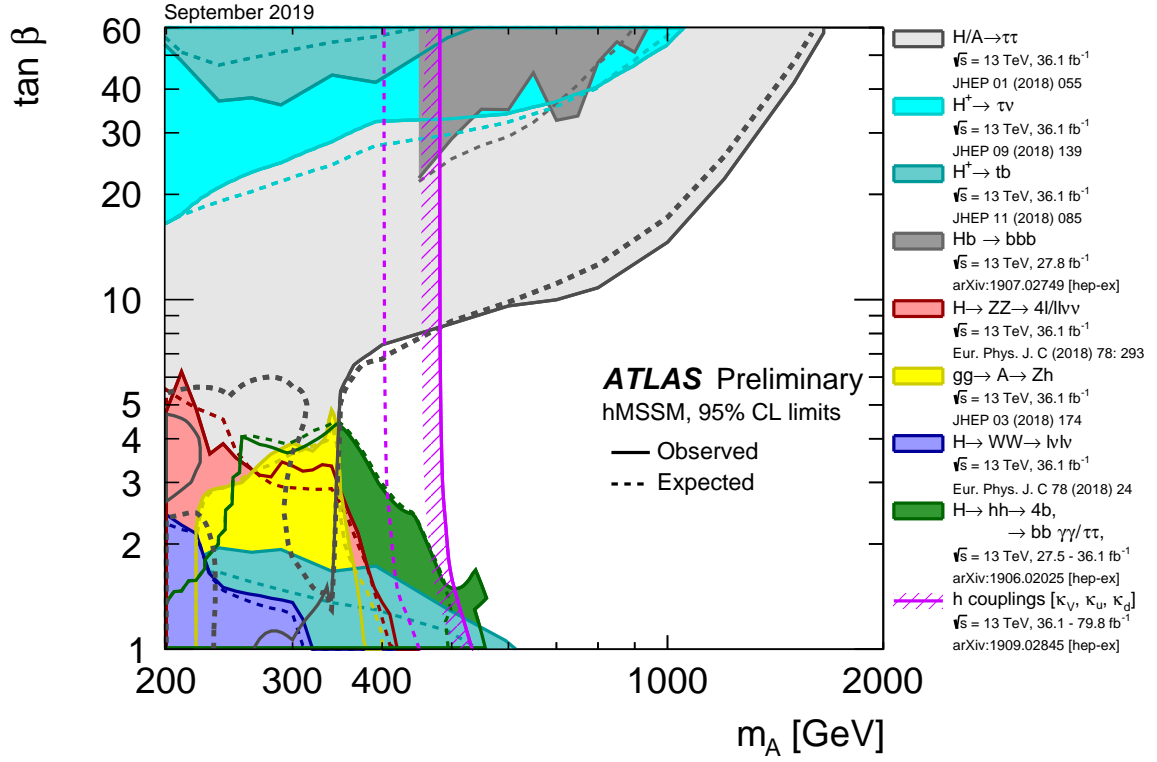 September 2019
tan β
60
40
30
20
10
5
4
3
2
1
200
300
400
1000
2000
m_A [GeV]
ATLAS Preliminary
hMSSM, 95% CL limits
Observed
Expected
H/A→ττ
√s = 13 TeV, 36.1 fb⁻¹
JHEP 01 (2018) 055
H⁺→ τν
√s = 13 TeV, 36.1 fb⁻¹
JHEP 09 (2018) 139
H⁺→ tb
√s = 13 TeV, 36.1 fb⁻¹
JHEP 11 (2018) 085
Hb → bbb
√s = 13 TeV, 27.8 fb⁻¹
arXiv:1907.02749 [hep-ex]
H→ ZZ→ 4l/llνν
√s = 13 TeV, 36.1 fb⁻¹
Eur. Phys. J. C (2018) 78: 293
gg→ A→ Zh
√s = 13 TeV, 36.1 fb⁻¹
JHEP 03 (2018) 174
H→ WW→ lνlν
√s = 13 TeV, 36.1 fb⁻¹
Eur. Phys. J. C 78 (2018) 24
H→ hh→ 4b,
→ bb γγ/ττ,
√s = 13 TeV, 27.5 - 36.1 fb⁻¹
arXiv:1906.02025 [hep-ex]
h couplings [κ_V, κ_u, κ_d]
√s = 13 TeV, 36.1 - 79.8 fb⁻¹
arXiv:1909.02845 [hep-ex]